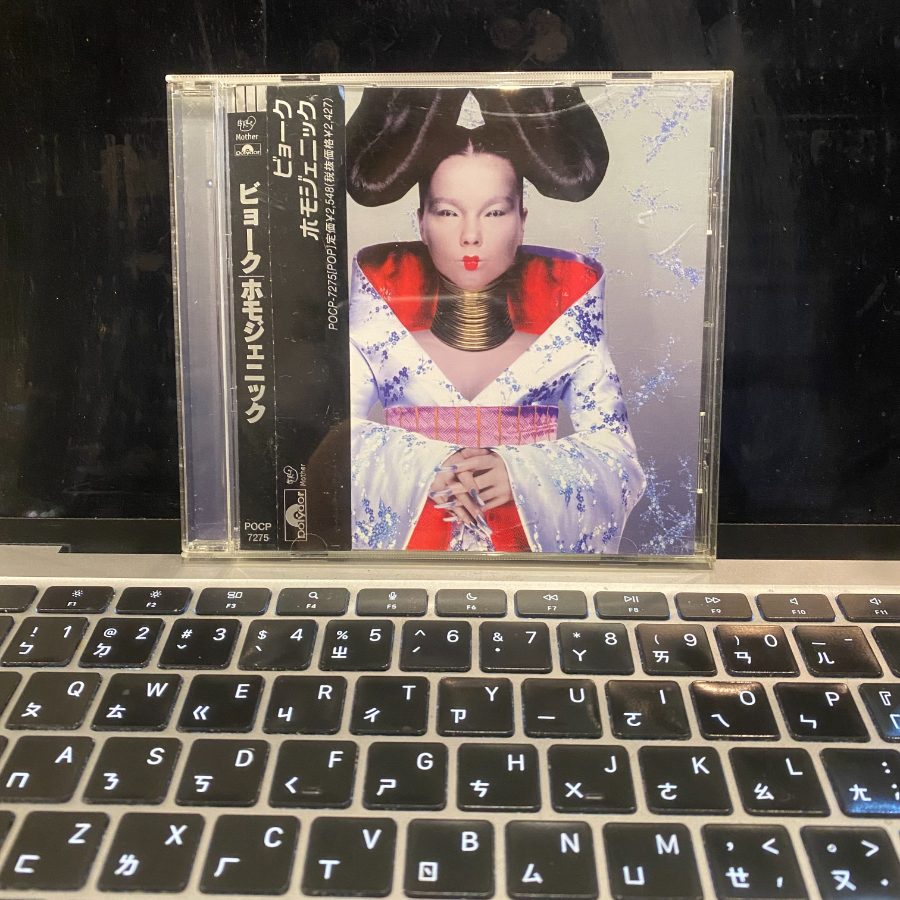 Mother
polydor
ビョーク|ホモジェニック
POCP
7275
ビョーク
ホモジェニック
POCP-7275[POP]定価¥2,548(税抜価格¥2,427)
Mother
polydor
F1 F2 F3 F4 F5 F6 F7 F8 F9 F10 F11
! 1 @ 2 # 3 $ 4 % 5 ^ 6 & 7 * 8 ( 9 ) 0 — -
ㄅ ㄉ ˇ ˋ ㄓ ˊ ˙ ㄚ ㄞ ㄢ ㄦ
Q W E R T Y U I O P 『
ㄆ ㄊ ㄍ ㄐ ㄔ ㄗ ㄧ ㄛ ㄟ ㄣ
A S D F G H J K L :
ㄇ ㄋ ㄎ ㄑ ㄕ ㄘ ㄨ ㄜ ㄠ ㄤ ;
Z X C V B N M , < 。 >
ㄈ ㄌ ㄏ ㄒ ㄖ ㄙ ㄩ ㄝ , ㄡ .